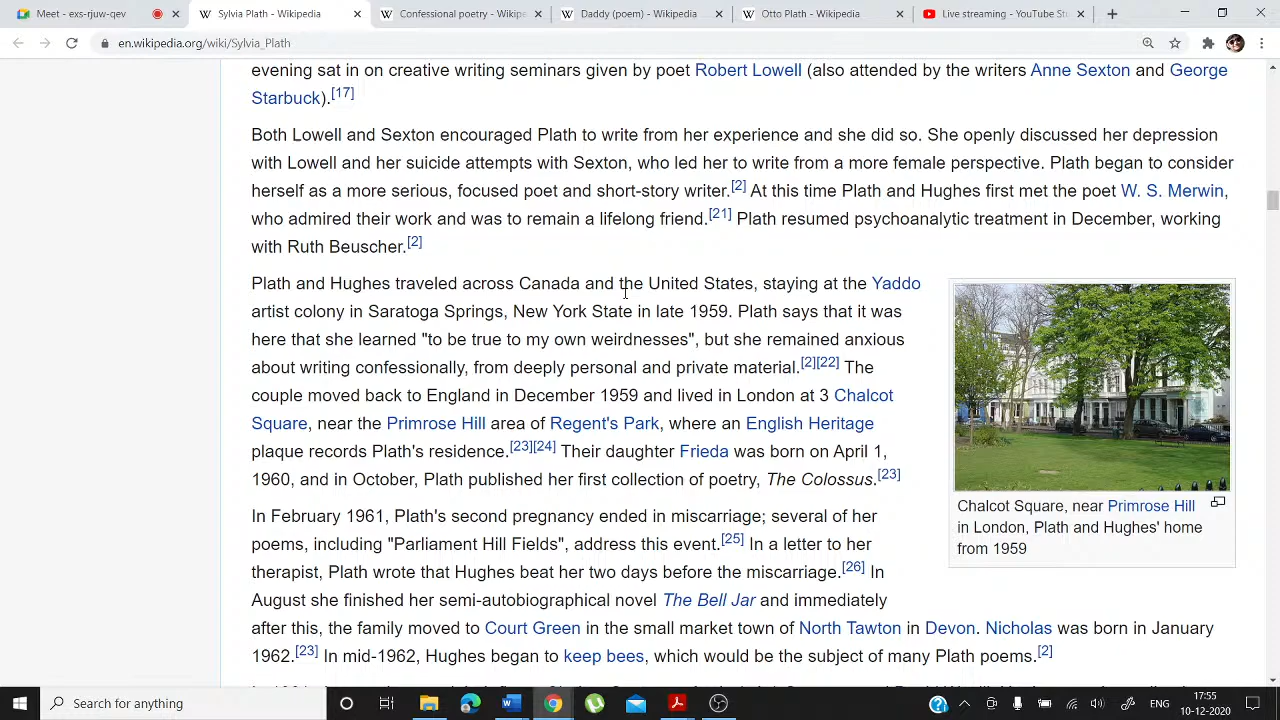 Meet - exs-rjuw-qev
Sylvia Plath - Wikipedia
Confessional poetry - Wikipe
Daddy (poem) - Wikipedia
Otto Plath - Wikipedia
Live streaming - YouTube St
en.wikipedia.org/wiki/Sylvia_Plath
evening sat in on creative writing seminars given by poet Robert Lowell (also attended by the writers Anne Sexton and George
Starbuck).[17]
Both Lowell and Sexton encouraged Plath to write from her experience and she did so. She openly discussed her depression
with Lowell and her suicide attempts with Sexton, who led her to write from a more female perspective. Plath began to consider
herself as a more serious, focused poet and short-story writer.[2] At this time Plath and Hughes first met the poet W. S. Merwin,
who admired their work and was to remain a lifelong friend.[21] Plath resumed psychoanalytic treatment in December, working
with Ruth Beuscher.[2]
Plath and Hughes traveled across Canada and the United States, staying at the Yaddo
artist colony in Saratoga Springs, New York State in late 1959. Plath says that it was
here that she learned "to be true to my own weirdnesses", but she remained anxious
about writing confessionally, from deeply personal and private material.[2][22] The
couple moved back to England in December 1959 and lived in London at 3 Chalcot
Square, near the Primrose Hill area of Regent's Park, where an English Heritage
plaque records Plath's residence.[23][24] Their daughter Frieda was born on April 1,
1960, and in October, Plath published her first collection of poetry, The Colossus.[23]
Chalcot Square, near Primrose Hill
in London, Plath and Hughes' home
from 1959
In February 1961, Plath's second pregnancy ended in miscarriage; several of her
poems, including "Parliament Hill Fields", address this event.[25] In a letter to her
therapist, Plath wrote that Hughes beat her two days before the miscarriage.[26] In
August she finished her semi-autobiographical novel The Bell Jar and immediately
after this, the family moved to Court Green in the small market town of North Tawton in Devon. Nicholas was born in January
1962.[23] In mid-1962, Hughes began to keep bees, which would be the subject of many Plath poems.[2]
Search for anything
ENG
17:55
10-12-2020